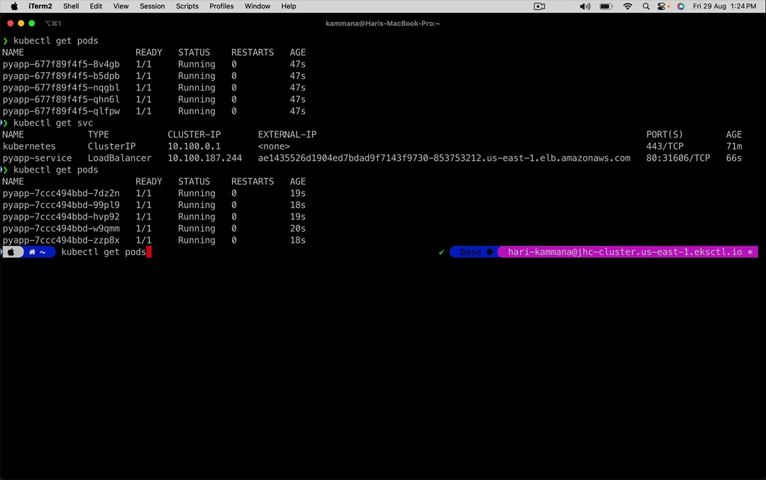 iTerm2 Shell Edit View Session Scripts Profiles Window Help Fri 29 Aug 1:24 PM
⌥⌘1 kammana@Haris-MacBook-Pro:~
❯ kubectl get pods
NAME READY STATUS RESTARTS AGE
pyapp-677f89f4f5-8v4gb 1/1 Running 0 47s
pyapp-677f89f4f5-b5dpb 1/1 Running 0 47s
pyapp-677f89f4f5-nqgbl 1/1 Running 0 47s
pyapp-677f89f4f5-qhn6l 1/1 Running 0 47s
pyapp-677f89f4f5-qlfpw 1/1 Running 0 47s
❯ kubectl get svc
NAME TYPE CLUSTER-IP EXTERNAL-IP PORT(S) AGE
kubernetes ClusterIP 10.100.0.1 <none> 443/TCP 71m
pyapp-service LoadBalancer 10.100.187.244 ae1435526d1904ed7bdad9f7143f9730-853753212.us-east-1.elb.amazonaws.com 80:31606/TCP 66s
❯ kubectl get pods
NAME READY STATUS RESTARTS AGE
pyapp-7ccc494bbd-7dz2n 1/1 Running 0 19s
pyapp-7ccc494bbd-99pl9 1/1 Running 0 18s
pyapp-7ccc494bbd-hvp92 1/1 Running 0 19s
pyapp-7ccc494bbd-w9qmm 1/1 Running 0 20s
pyapp-7ccc494bbd-zzp8x 1/1 Running 0 18s
~ kubectl get pods ✔ base hari-kammana@jhc-cluster.us-east-1.eksctl.io